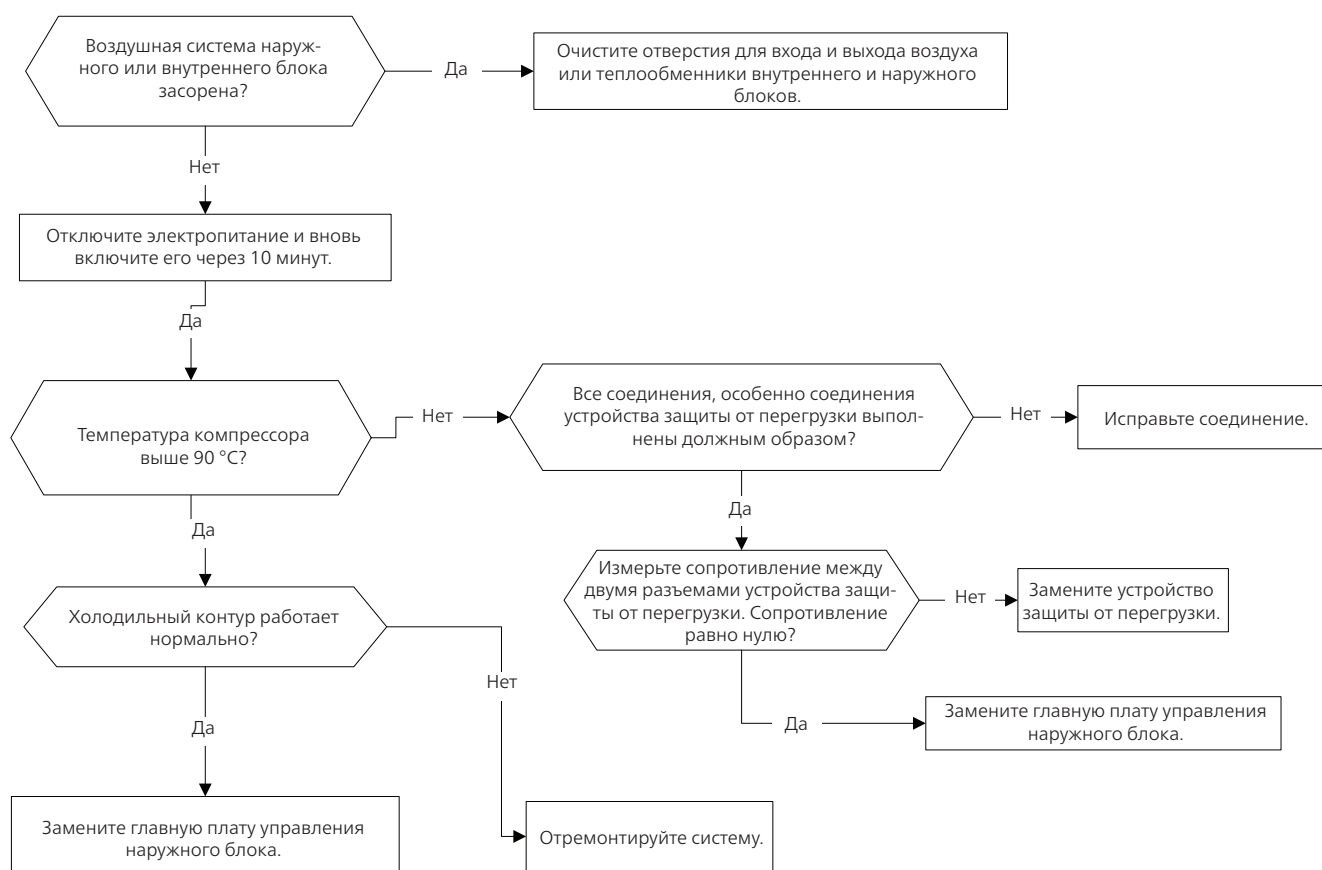 Воздушная система наруж-
ного или внутреннего блока
засорена?
Да
Очистите отверстия для входа и выхода воздуха
или теплообменники внутреннего и наружного
блоков.
Нет
Отключите электропитание и вновь
включите его через 10 минут.
Да
Температура компрессора
выше 90 °C?
Нет
Все соединения, особенно соединения
устройства защиты от перегрузки выпол-
нены должным образом?
Нет
Исправьте соединение.
Да
Да
Измерьте сопротивление между
двумя разъемами устройства защи-
ты от перегрузки. Сопротивление
равно нулю?
Нет
Замените устройство
защиты от перегрузки.
Холодильный контур работает
нормально?
Нет
Да
Да
Замените главную плату управления
наружного блока.
Замените главную плату управления
наружного блока.
Отремонтируйте систему.